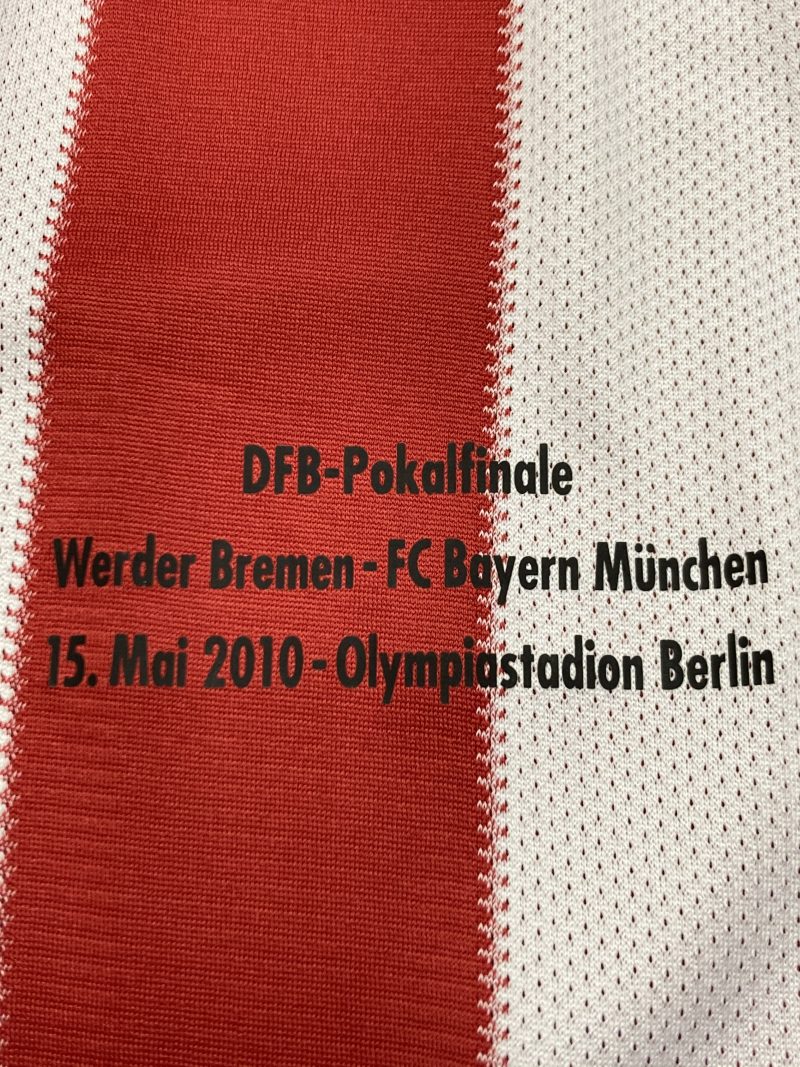 DFB-Pokalfinale
Werder Bremen - FC Bayern München
15. Mai 2010 - Olympiastadion Berlin